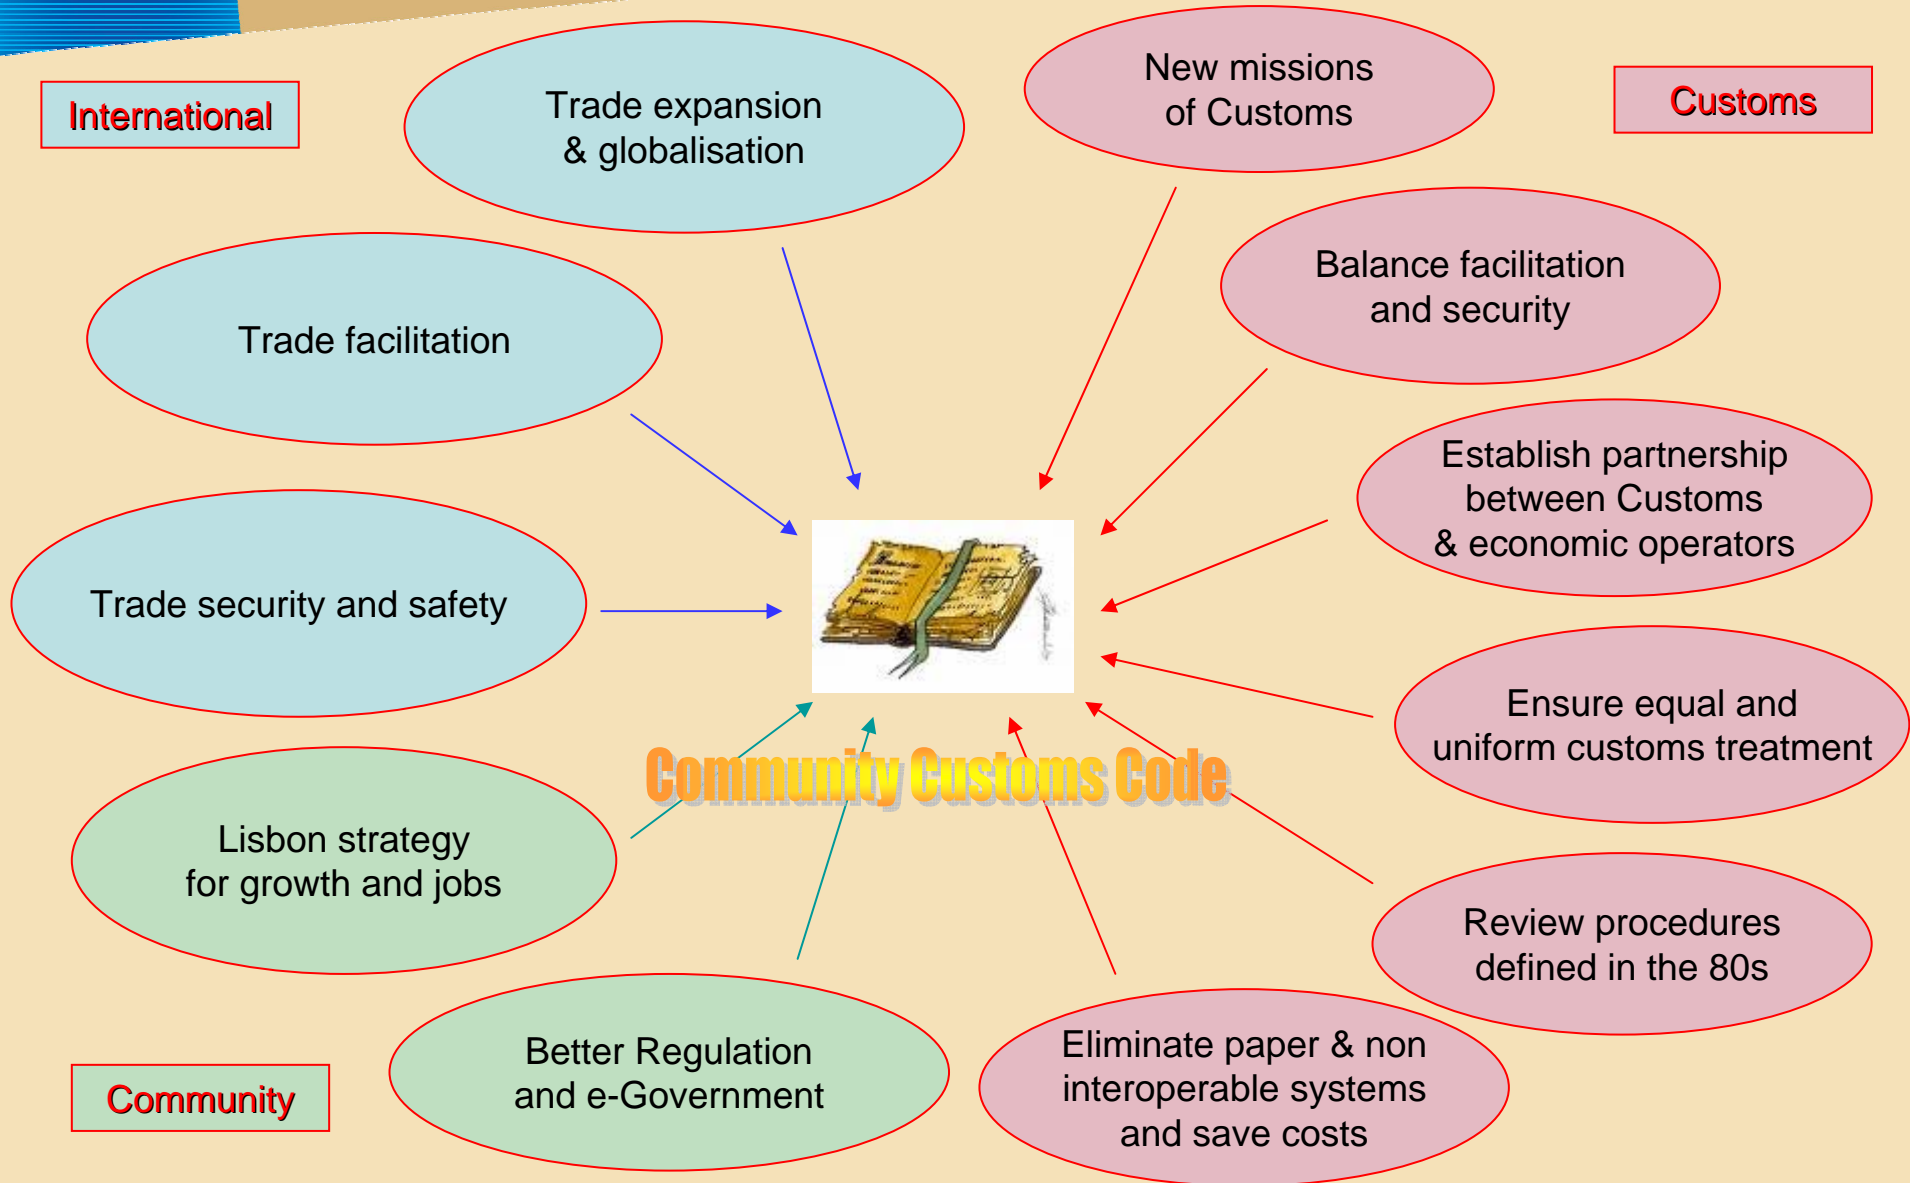 International
Trade expansion
& globalisation
New missions
of Customs
Customs
Trade facilitation
Balance facilitation
and security
Trade security and safety
Establish partnership
between Customs
& economic operators
Community Customs Code
Ensure equal and
uniform customs treatment
Lisbon strategy
for growth and jobs
Review procedures
defined in the 80s
Better Regulation
and e-Government
Eliminate paper & non
interoperable systems
and save costs
Community